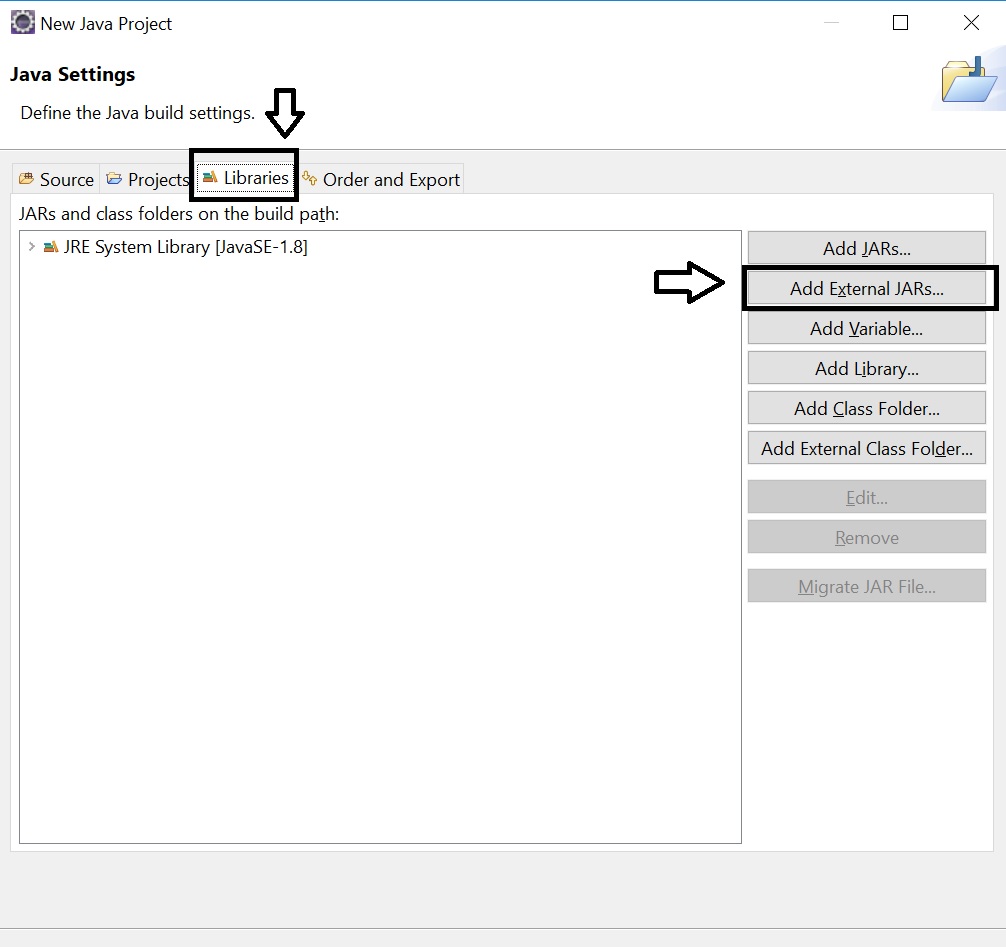 New Java Project
Java Settings
Define the Java build settings.
Source Projects Libraries Order and Export
JARs and class folders on the build path:
JRE System Library [JavaSE-1.8]
Add JARs...
Add External JARs...
Add Variable...
Add Library...
Add Class Folder...
Add External Class Folder...
Edit...
Remove
Migrate JAR File...